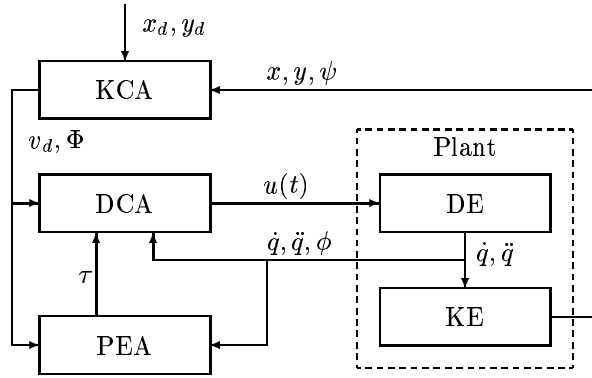 x_d, y_d
KCA
x, y, ψ
v_d, Φ
Plant
DCA
u(t)
DE
q̇, q̈, φ
q̇, q̈
τ
PEA
KE